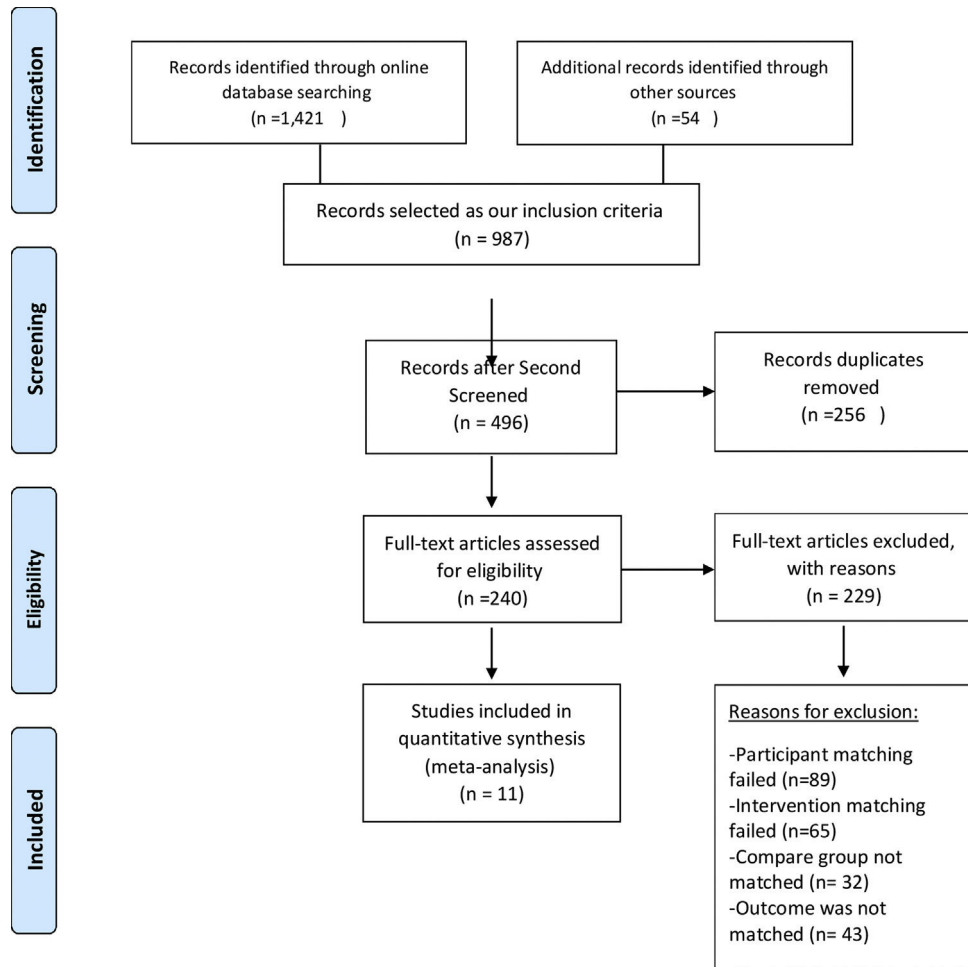 Identification
Records identified through online
database searching
(n =1,421 )
Additional records identified through
other sources
(n =54 )
Records selected as our inclusion criteria
(n = 987)
Screening
Records after Second
Screened
(n = 496)
Records duplicates
removed
(n =256 )
Eligibility
Full-text articles assessed
for eligibility
(n =240)
Full-text articles excluded,
with reasons
(n = 229)
Included
Studies included in
quantitative synthesis
(meta-analysis)
(n = 11)
Reasons for exclusion:
-Participant matching
failed (n=89)
-Intervention matching
failed (n=65)
-Compare group not
matched (n= 32)
-Outcome was not
matched (n= 43)